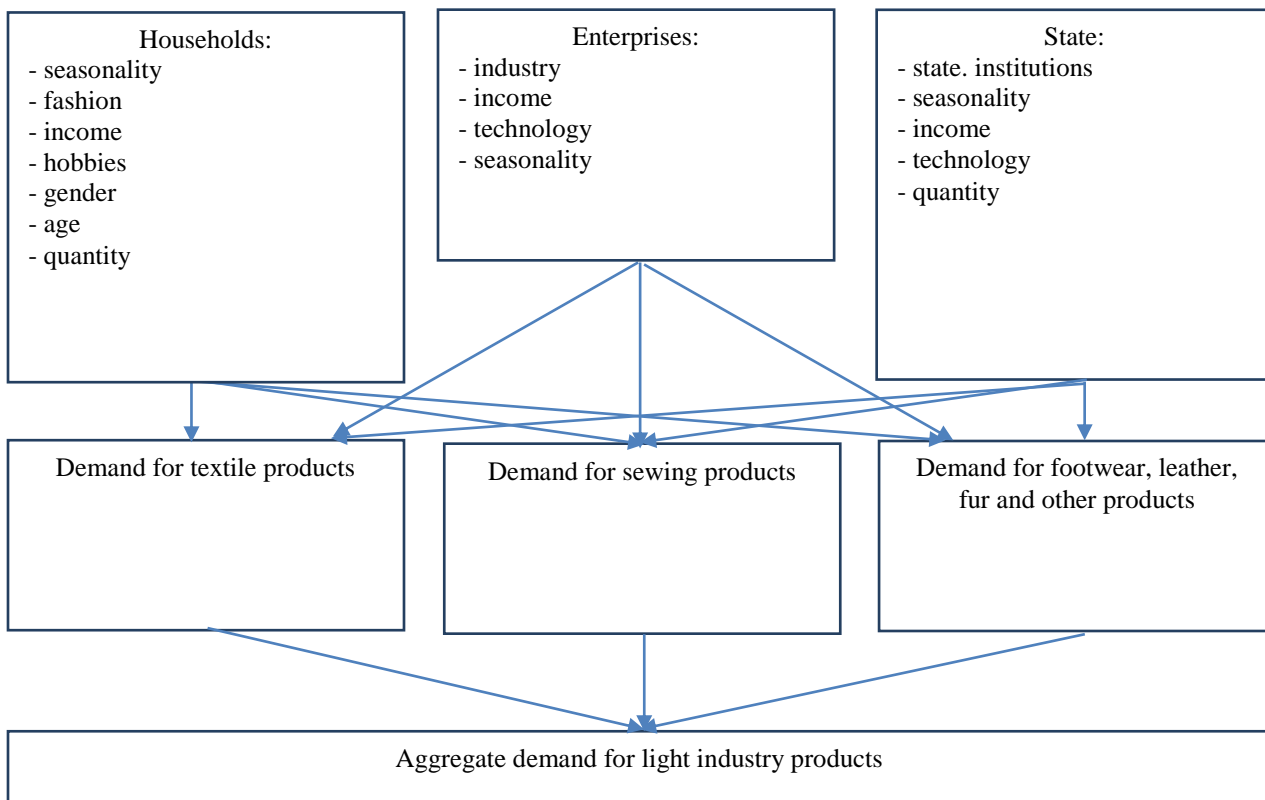 Households:
- seasonality
- fashion
- income
- hobbies
- gender
- age
- quantity
Enterprises:
- industry
- income
- technology
- seasonality
State:
- state. institutions
- seasonality
- income
- technology
- quantity
Demand for textile products
Demand for sewing products
Demand for footwear, leather,
fur and other products
Aggregate demand for light industry products